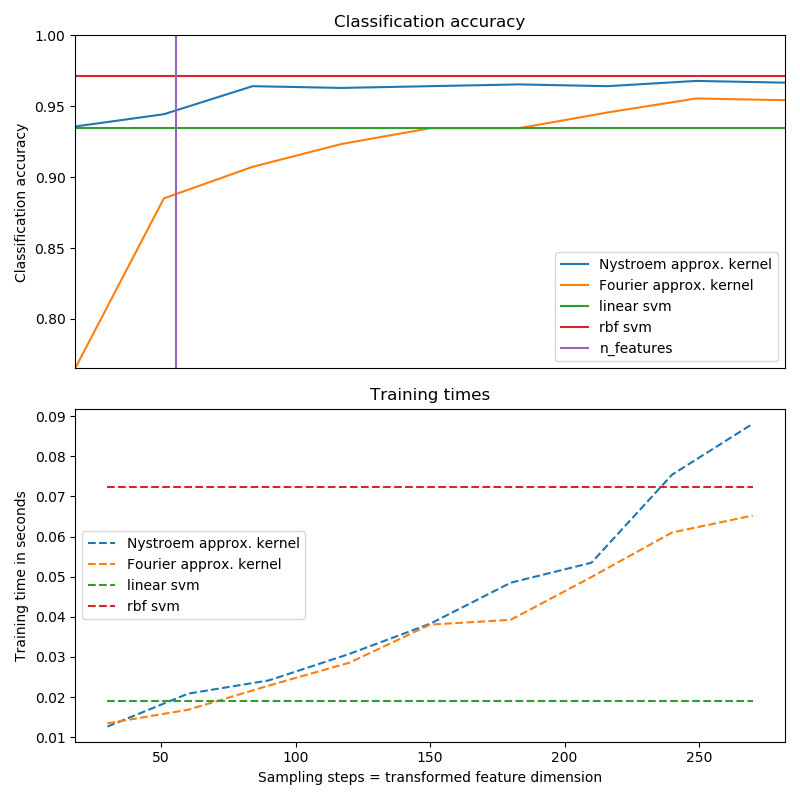 Classification accuracy
1.00
0.95
0.90
0.85
0.80
Classification accuracy
Nystroem approx. kernel
Fourier approx. kernel
linear svm
rbf svm
n_features
Training times
0.09
0.08
0.07
0.06
0.05
0.04
0.03
0.02
0.01
Training time in seconds
Nystroem approx. kernel
Fourier approx. kernel
linear svm
rbf svm
50 100 150 200 250
Sampling steps = transformed feature dimension